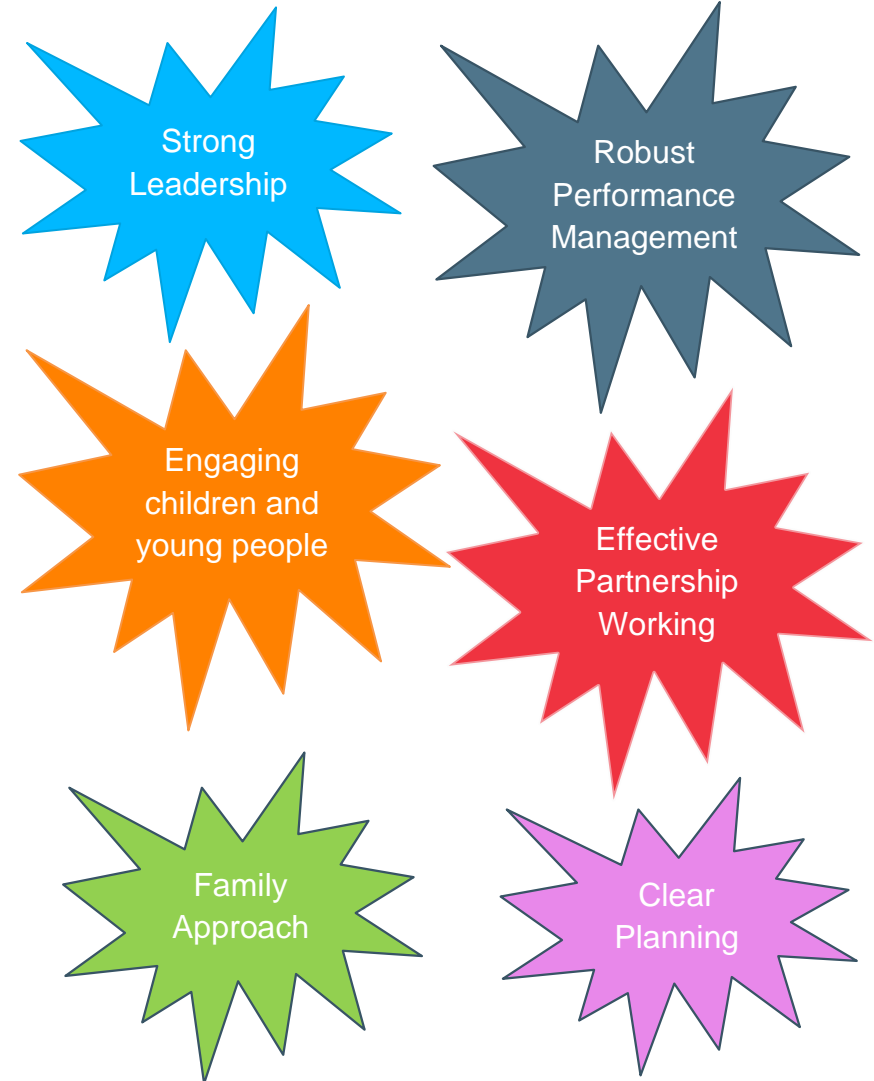 Strong
Leadership
Robust
Performance
Management
Engaging
children and
young people
Effective
Partnership
Working
Family
Approach
Clear
Planning